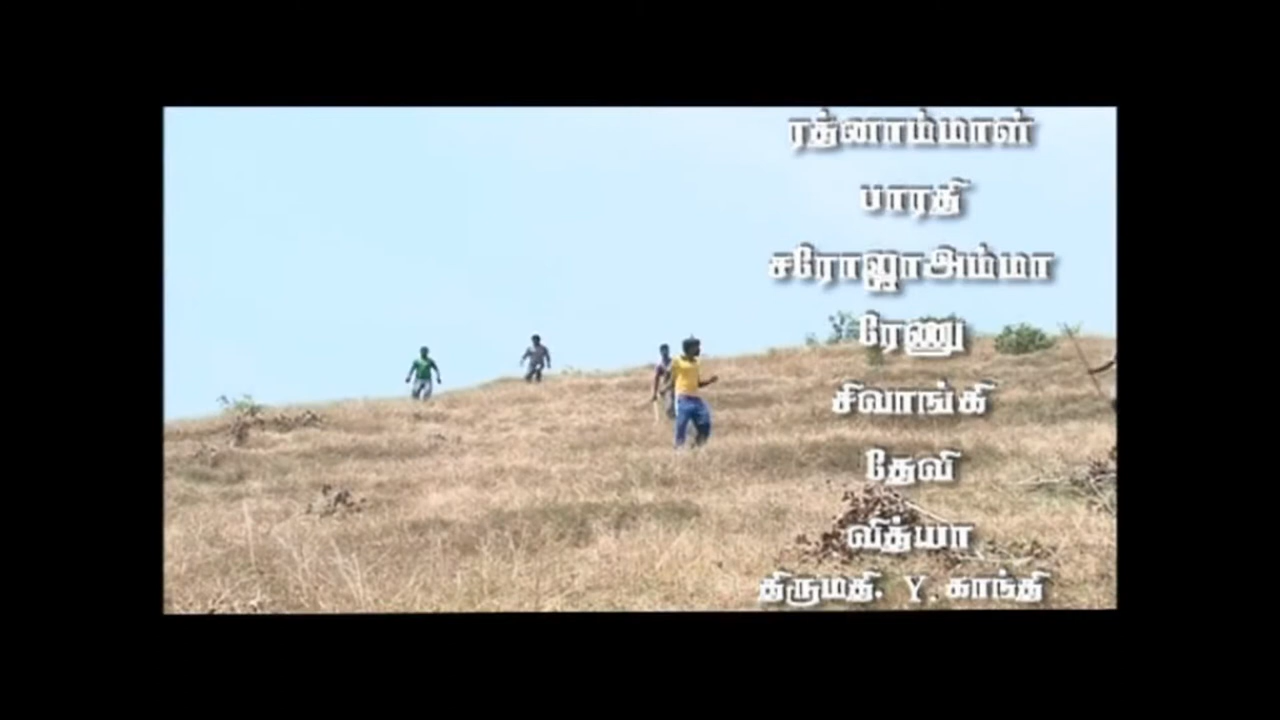 ரத்னாம்மாள்
பாரதி
சரோஜாஅம்மா
ரேணு
சிவாங்கி
தேவி
வித்யா
திருமதி. Y. காந்தி